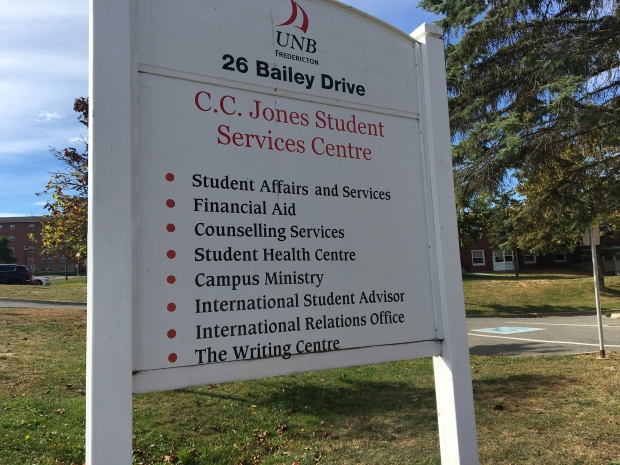 UNB
FREDERICTON
26 Bailey Drive
C.C. Jones Student
Services Centre
• Student Affairs and Services
• Financial Aid
• Counselling Services
• Student Health Centre
• Campus Ministry
• International Student Advisor
• International Relations Office
• The Writing Centre